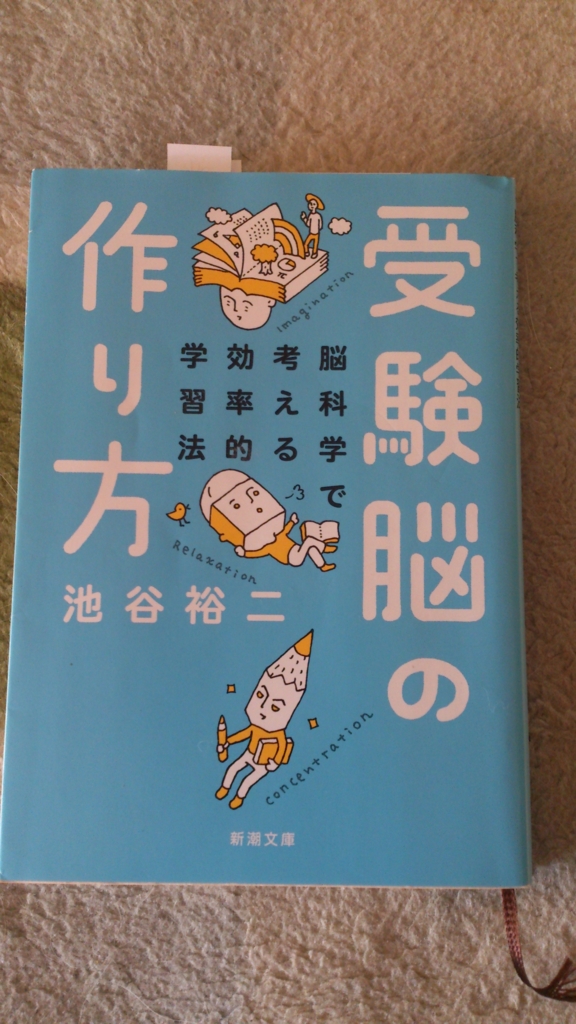 受験脳の
作り方
Imagination
脳科学で
考える
効率的
学習法
Relaxation
池谷裕二
concentration
新潮文庫